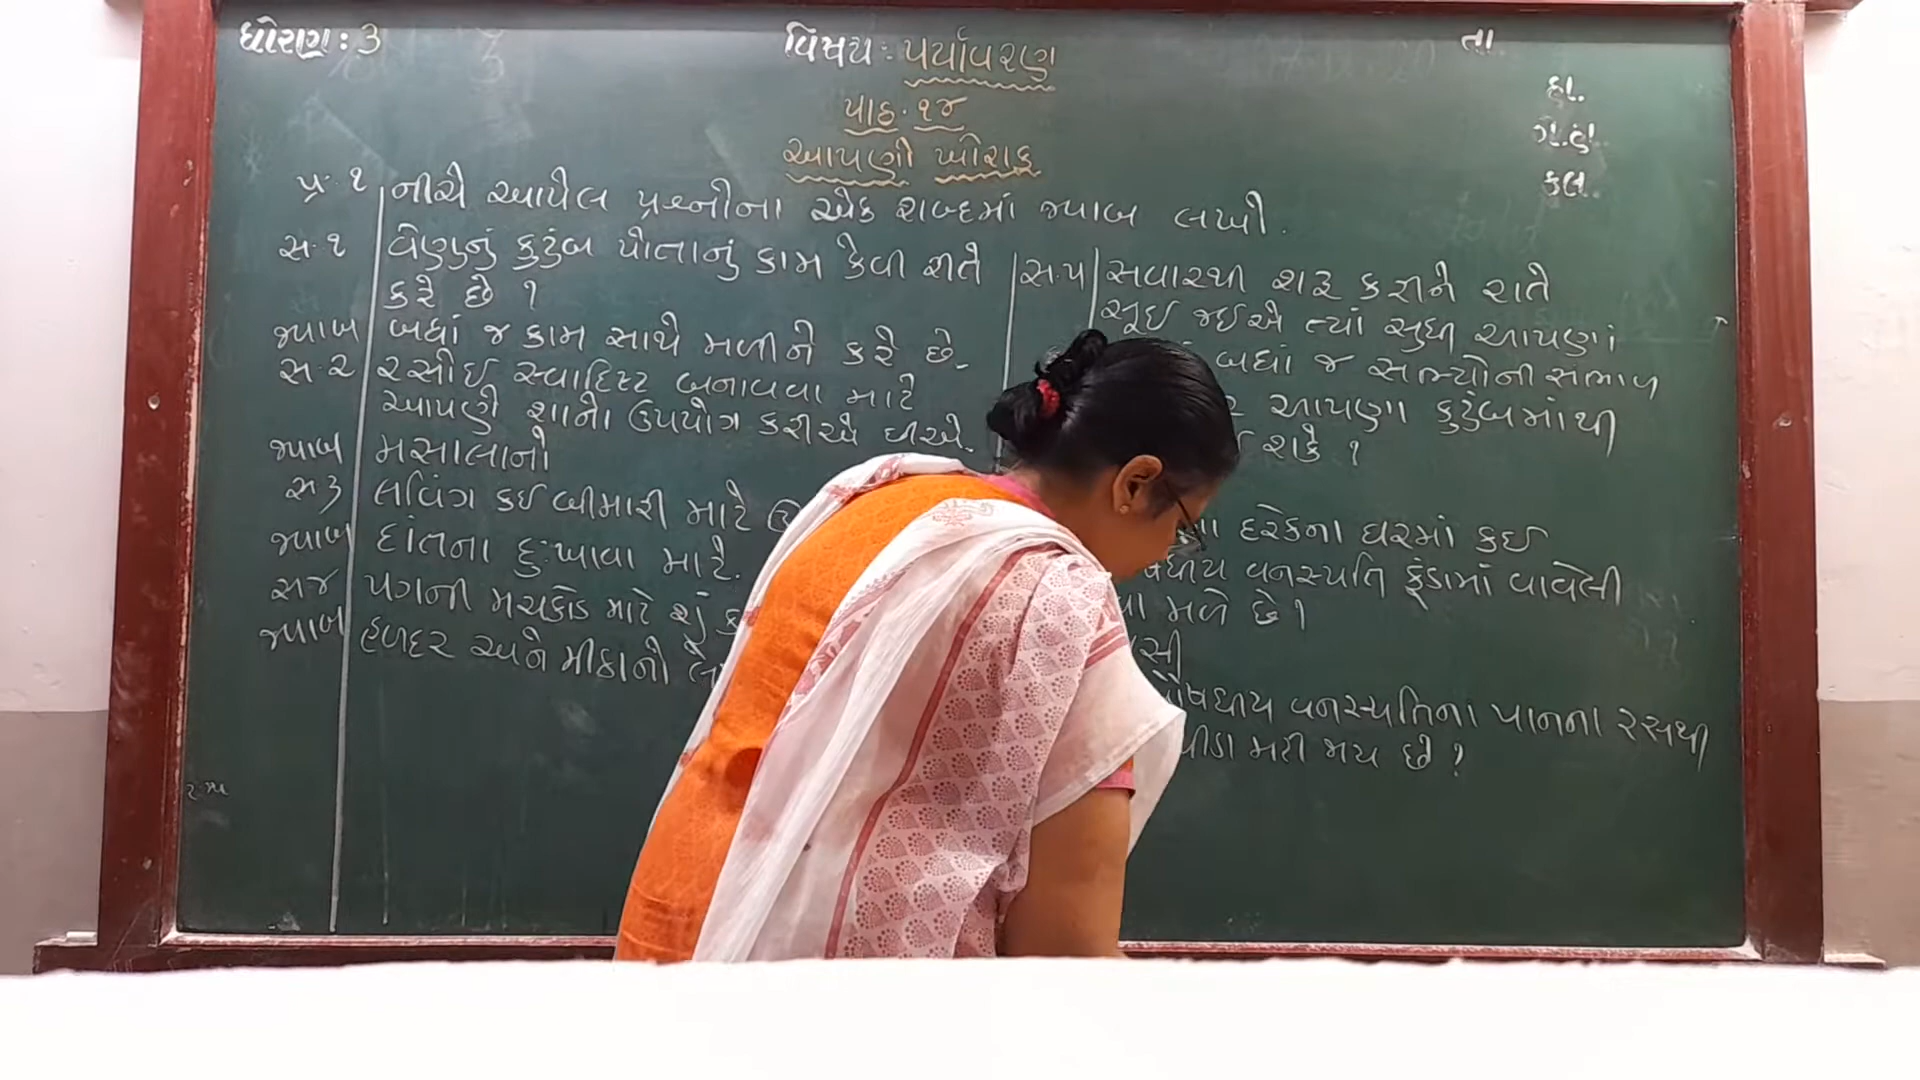 ધોરણ : 3
વિષય : પર્યાવરણ
તા.
પાઠ. ૧૪
આપણો ખોરાક
હા.
ગે.હા.
કુલ.
પ્ર. ૧ નીચે આપેલ પ્રશ્નોના એક શબ્દમાં જવાબ લખો.
સ.૧ વેણુનું કુટુંબ પોતાનું કામ કેવી રીતે
કરે છે ?
જવાબ બધાં જ કામ સાથે મળીને કરે છે.
સ.૨ રસોઈ સ્વાદિષ્ટ બનાવવા માટે
આપણે શાનો ઉપયોગ કરીએ છીએ.
જવાબ મસાલાનો
સ.૩ લવિંગ કઈ બીમારી માટે
જવાબ દાંતના દુઃખાવા માટે.
સ.૪ પગની મચકોડ માટે શું
જવાબ હળદર અને મીઠાનો
સ.૫ સવારથી શરૂ કરીને રાતે
સૂઈ જઈએ ત્યાં સુધી આપણાં
બધાં જ સભ્યોની સંભાળ
આપણા કુટુંબમાંથી
શકે ?
દરેકના ઘરમાં કઈ
વનસ્પતિ કૂંડામાં વાવેલી
મળે છે ?
વનસ્પતિના પાનના રસથી
મટી જાય છે ?